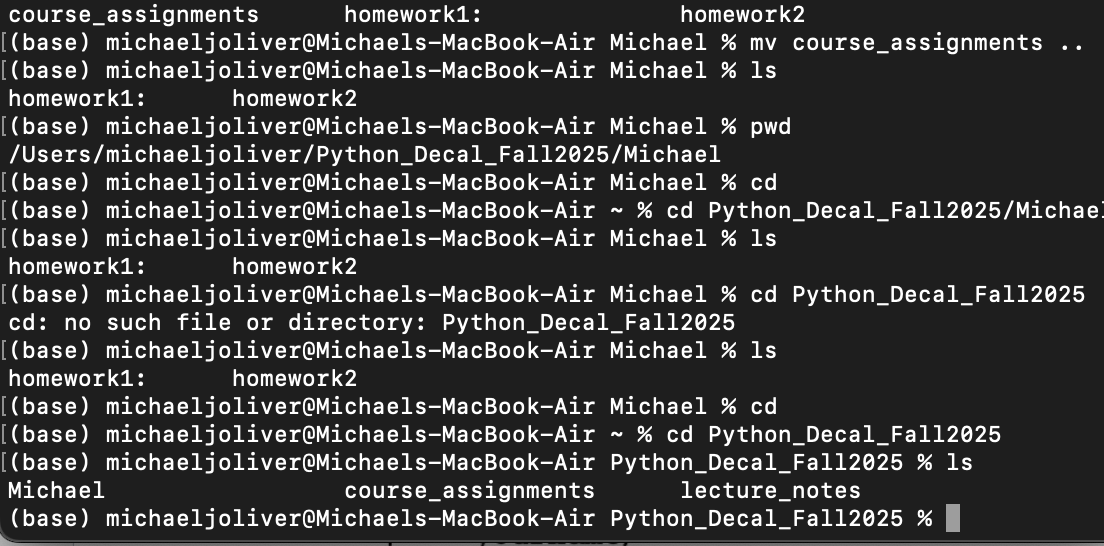 course_assignments homework1: homework2
[(base) michaeljoliver@Michaels-MacBook-Air Michael % mv course_assignments ..
[(base) michaeljoliver@Michaels-MacBook-Air Michael % ls
homework1: homework2
[(base) michaeljoliver@Michaels-MacBook-Air Michael % pwd
/Users/michaeljoliver/Python_Decal_Fall2025/Michael
[(base) michaeljoliver@Michaels-MacBook-Air Michael % cd
[(base) michaeljoliver@Michaels-MacBook-Air ~ % cd Python_Decal_Fall2025/Michael
[(base) michaeljoliver@Michaels-MacBook-Air Michael % ls
homework1: homework2
[(base) michaeljoliver@Michaels-MacBook-Air Michael % cd Python_Decal_Fall2025
cd: no such file or directory: Python_Decal_Fall2025
[(base) michaeljoliver@Michaels-MacBook-Air Michael % ls
homework1: homework2
[(base) michaeljoliver@Michaels-MacBook-Air Michael % cd
[(base) michaeljoliver@Michaels-MacBook-Air ~ % cd Python_Decal_Fall2025
[(base) michaeljoliver@Michaels-MacBook-Air Python_Decal_Fall2025 % ls
Michael course_assignments lecture_notes
(base) michaeljoliver@Michaels-MacBook-Air Python_Decal_Fall2025 %